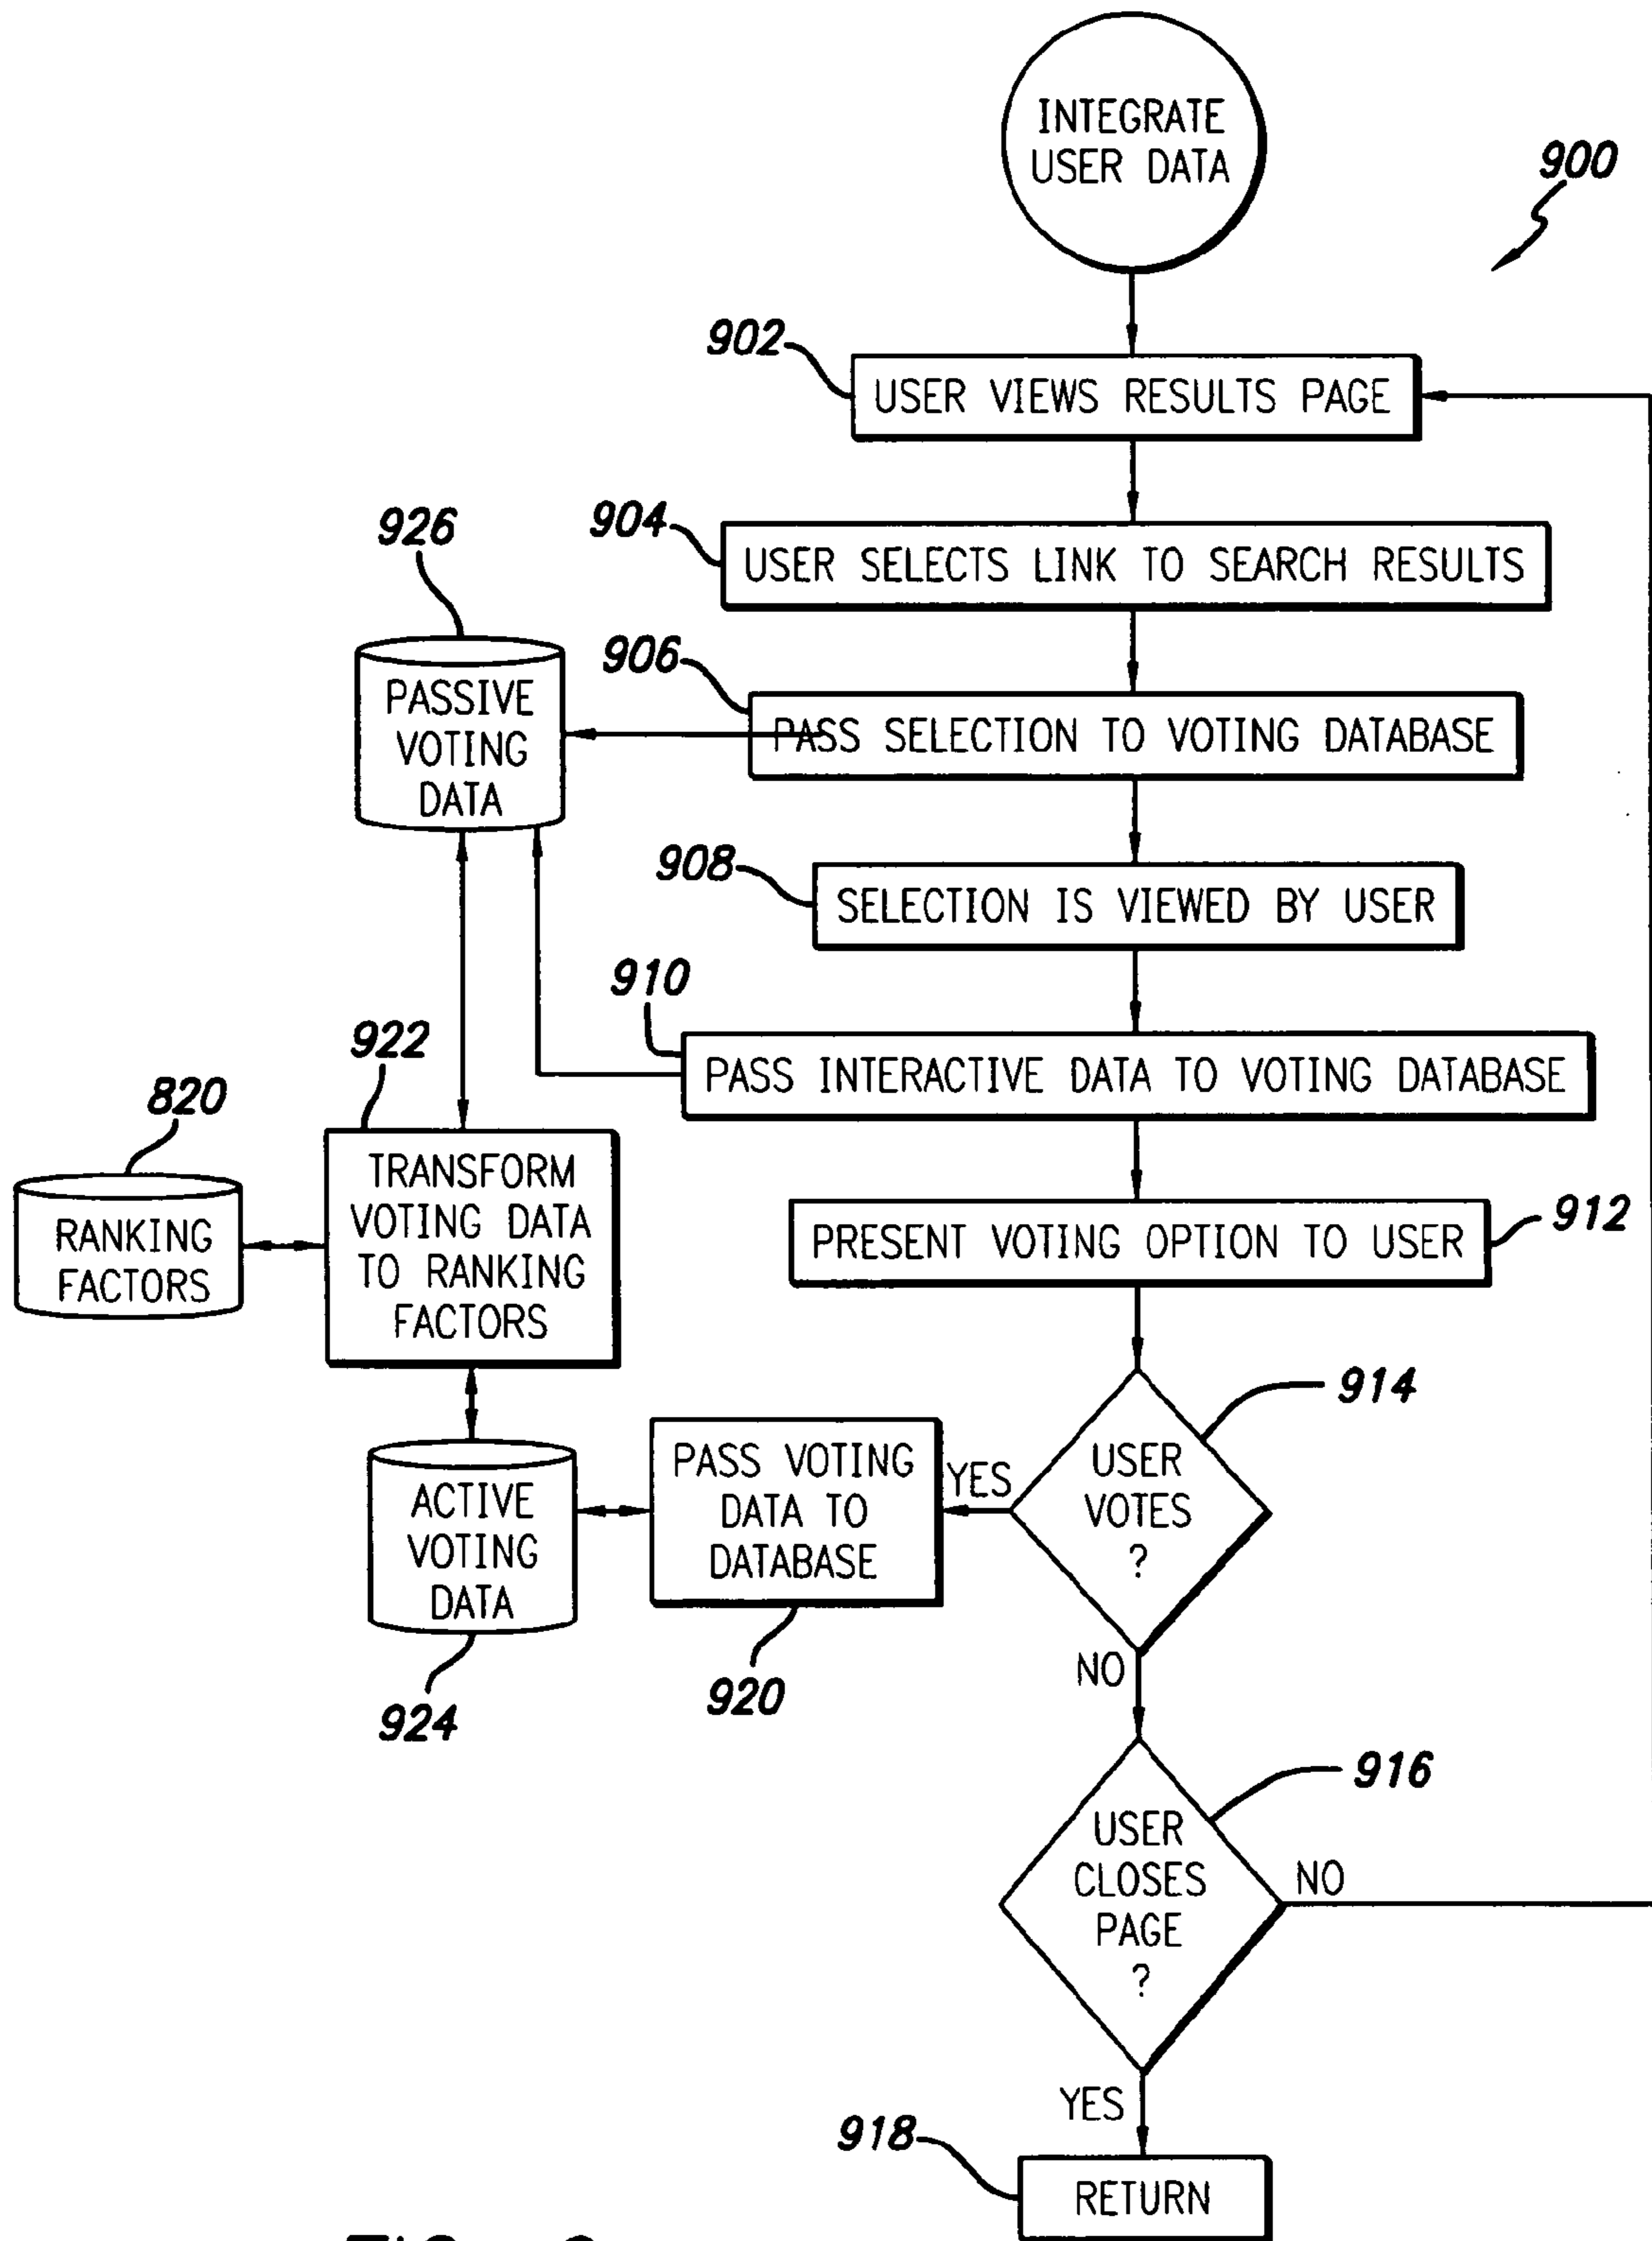 INTEGRATE
USER DATA
900
902
USER VIEWS RESULTS PAGE
904
USER SELECTS LINK TO SEARCH RESULTS
926
PASSIVE
VOTING
DATA
906
PASS SELECTION TO VOTING DATABASE
908
SELECTION IS VIEWED BY USER
910
PASS INTERACTIVE DATA TO VOTING DATABASE
922
TRANSFORM
VOTING DATA
TO RANKING
FACTORS
820
RANKING
FACTORS
PRESENT VOTING OPTION TO USER
912
914
USER
VOTES
?
YES
PASS VOTING
DATA TO
DATABASE
920
ACTIVE
VOTING
DATA
924
NO
916
USER
CLOSES
PAGE
?
NO
YES
918
RETURN